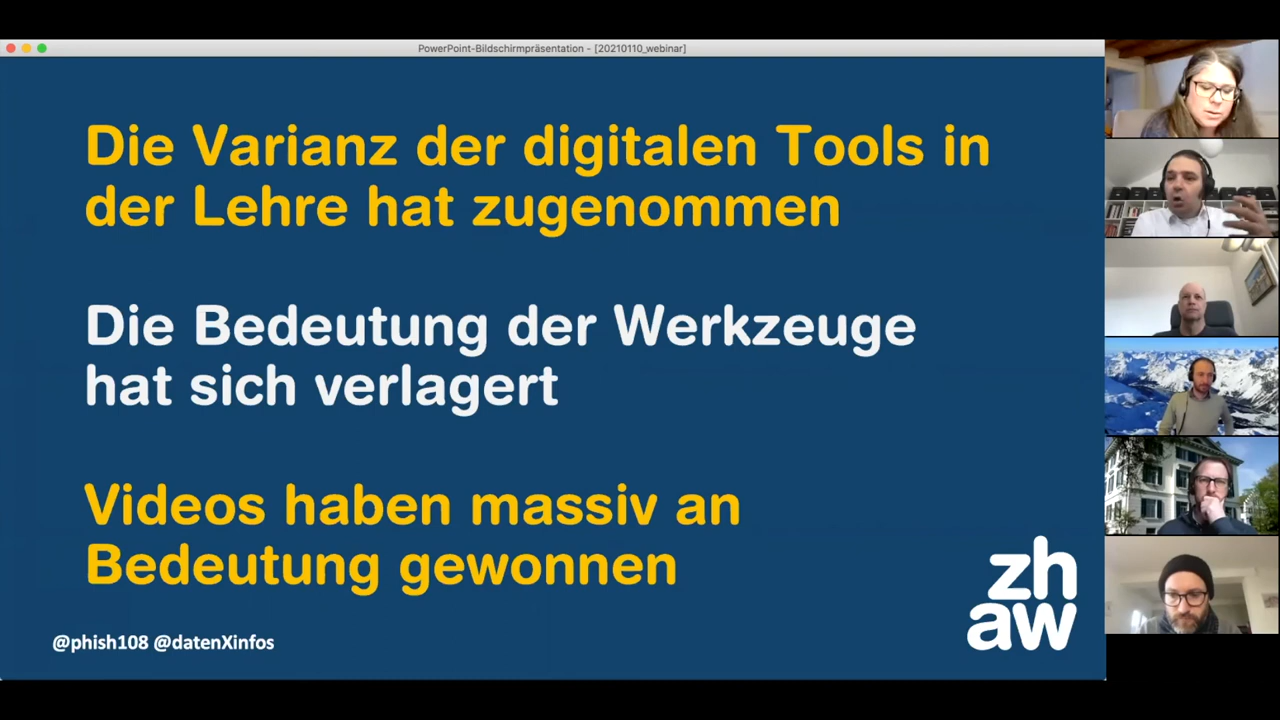 PowerPoint-Bildschirmpräsentation - [20210110_webinar]
Die Varianz der digitalen Tools in
der Lehre hat zugenommen
Die Bedeutung der Werkzeuge
hat sich verlagert
Videos haben massiv an
Bedeutung gewonnen
zh
aw
@phish108 @datenXinfos